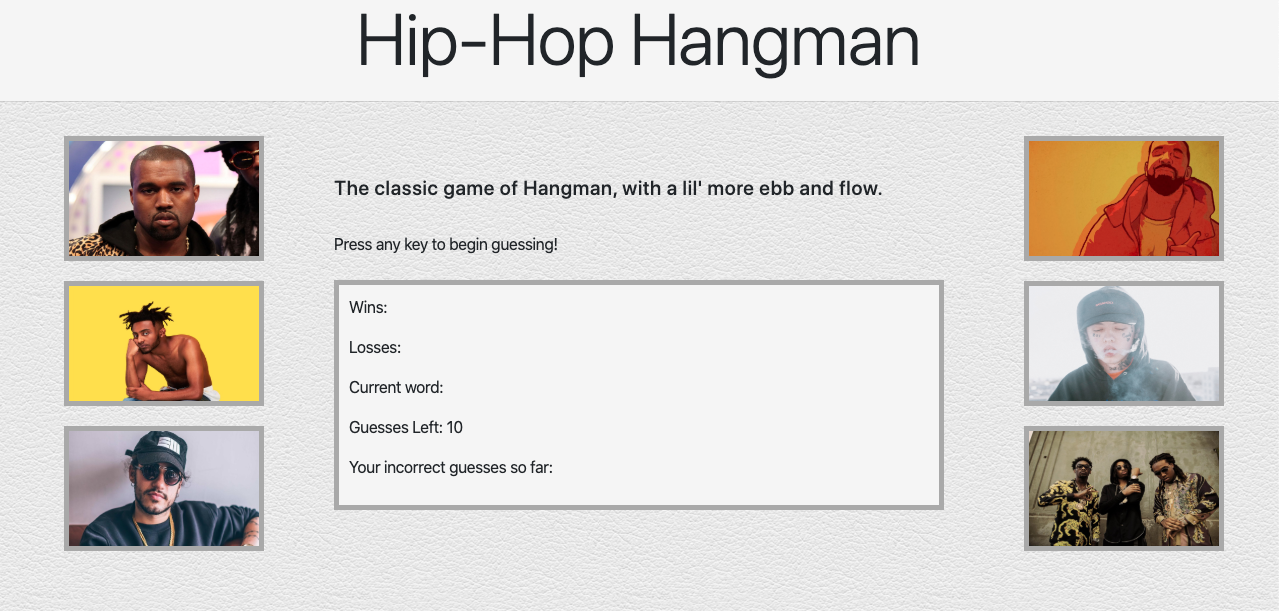 Hip-Hop Hangman
The classic game of Hangman, with a lil' more ebb and flow.
Press any key to begin guessing!
Wins:
Losses:
Current word:
Guesses Left: 10
Your incorrect guesses so far: